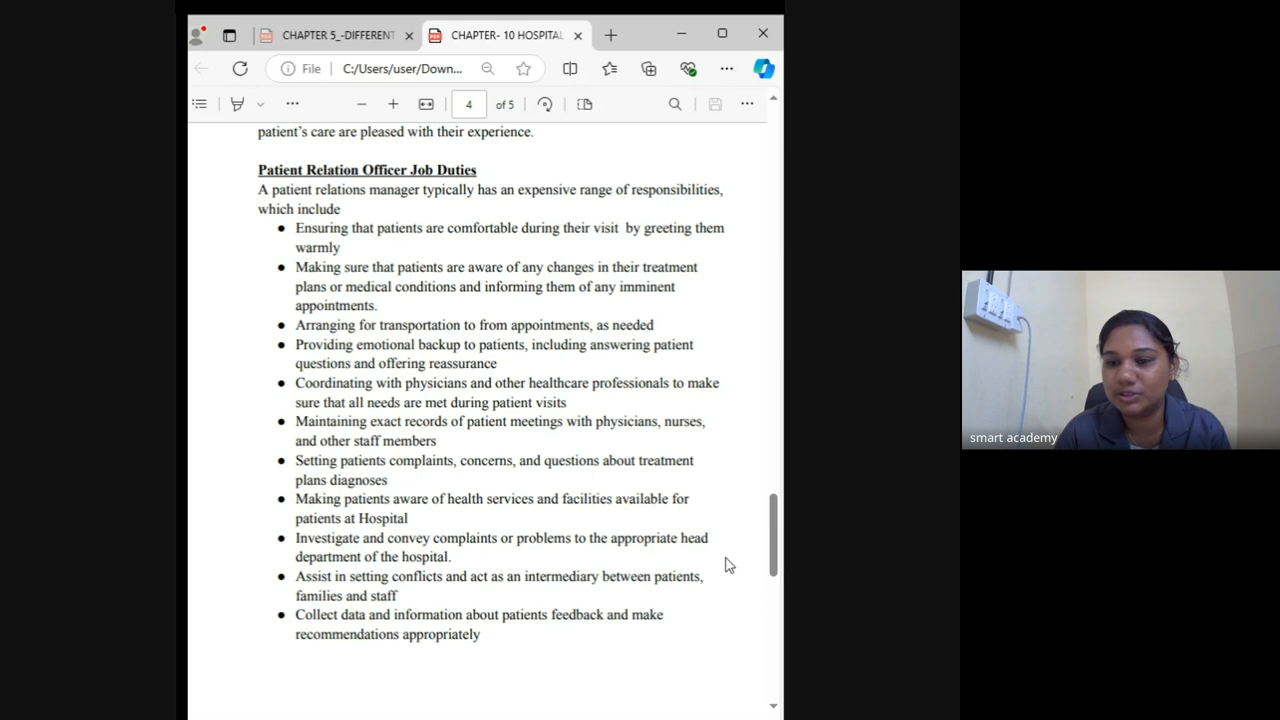 CHAPTER 5_-DIFFERENT
CHAPTER- 10 HOSPITAL
File
C:/Users/user/Down...
4 of 5
patient's care are pleased with their experience.
Patient Relation Officer Job Duties
A patient relations manager typically has an expensive range of responsibilities,
which include
● Ensuring that patients are comfortable during their visit by greeting them
warmly
● Making sure that patients are aware of any changes in their treatment
plans or medical conditions and informing them of any imminent
appointments.
● Arranging for transportation to from appointments, as needed
● Providing emotional backup to patients, including answering patient
questions and offering reassurance
● Coordinating with physicians and other healthcare professionals to make
sure that all needs are met during patient visits
● Maintaining exact records of patient meetings with physicians, nurses,
and other staff members
● Setting patients complaints, concerns, and questions about treatment
plans diagnoses
● Making patients aware of health services and facilities available for
patients at Hospital
● Investigate and convey complaints or problems to the appropriate head
department of the hospital.
● Assist in setting conflicts and act as an intermediary between patients,
families and staff
● Collect data and information about patients feedback and make
recommendations appropriately
smart academy